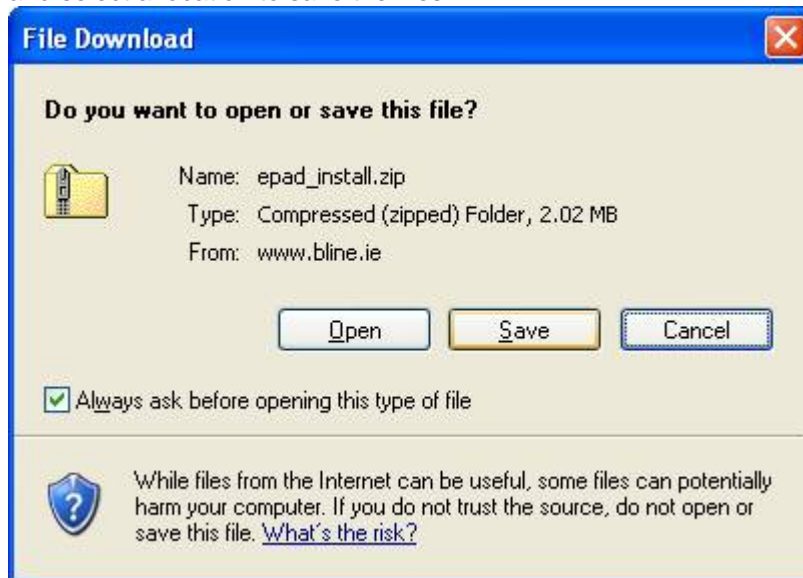 File Download
Do you want to open or save this file?
Name: epad_install.zip
Type: Compressed (zipped) Folder, 2.02 MB
From: www.bline.ie
Open Save Cancel
Always ask before opening this type of file
While files from the Internet can be useful, some files can potentially
harm your computer. If you do not trust the source, do not open or
save this file. What's the risk?